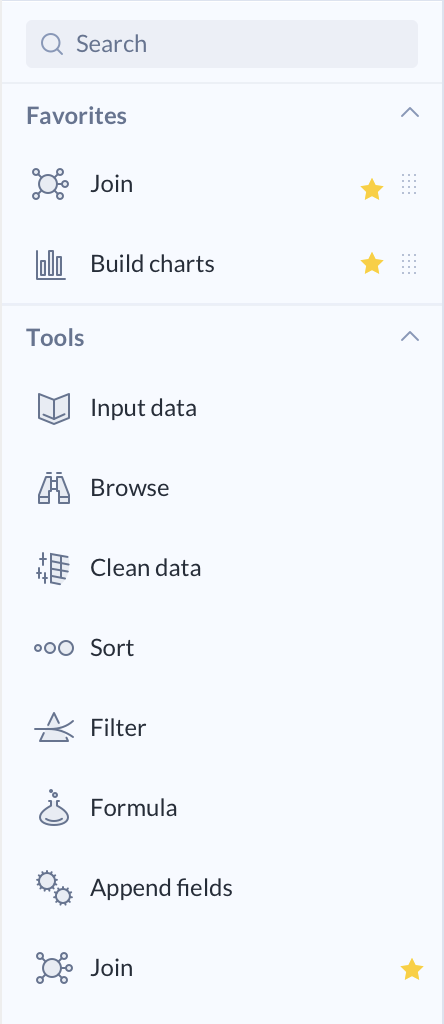 Search
Favorites
Join
Build charts
Tools
Input data
Browse
Clean data
Sort
Filter
Formula
Append fields
Join